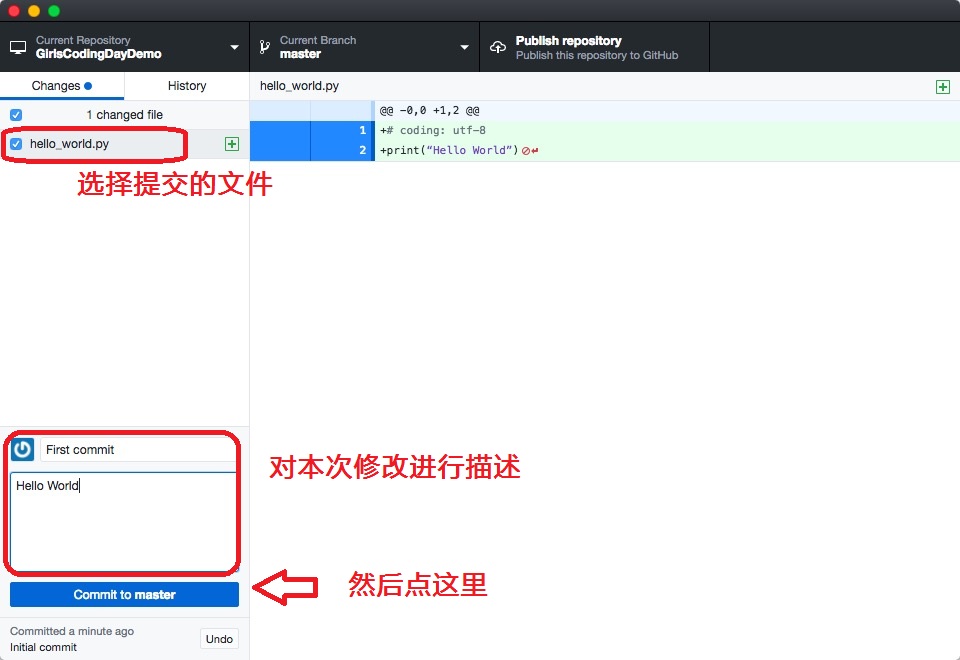 Current Repository
GirlsCodingDayDemo
Current Branch
master
Publish repository
Publish this repository to GitHub
Changes
History
hello_world.py
1 changed file
hello_world.py
选择提交的文件
@@ -0,0 +1,2 @@
1 +# coding: utf-8
2 +print(“Hello World”)
First commit
Hello World
对本次修改进行描述
Commit to master
然后点这里
Committed a minute ago
Initial commit
Undo